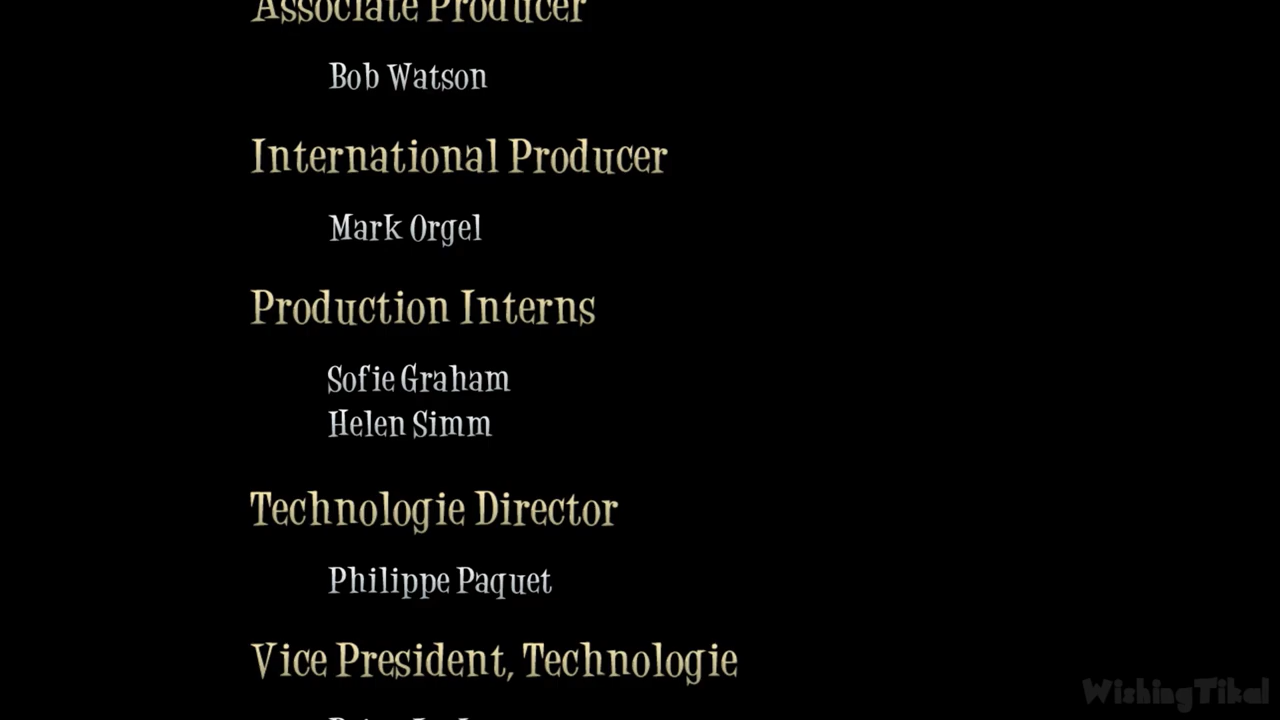 Associate Producer
Bob Watson
International Producer
Mark Orgel
Production Interns
Sofie Graham
Helen Simm
Technologie Director
Philippe Paquet
Vice President, Technologie
WishingTikal